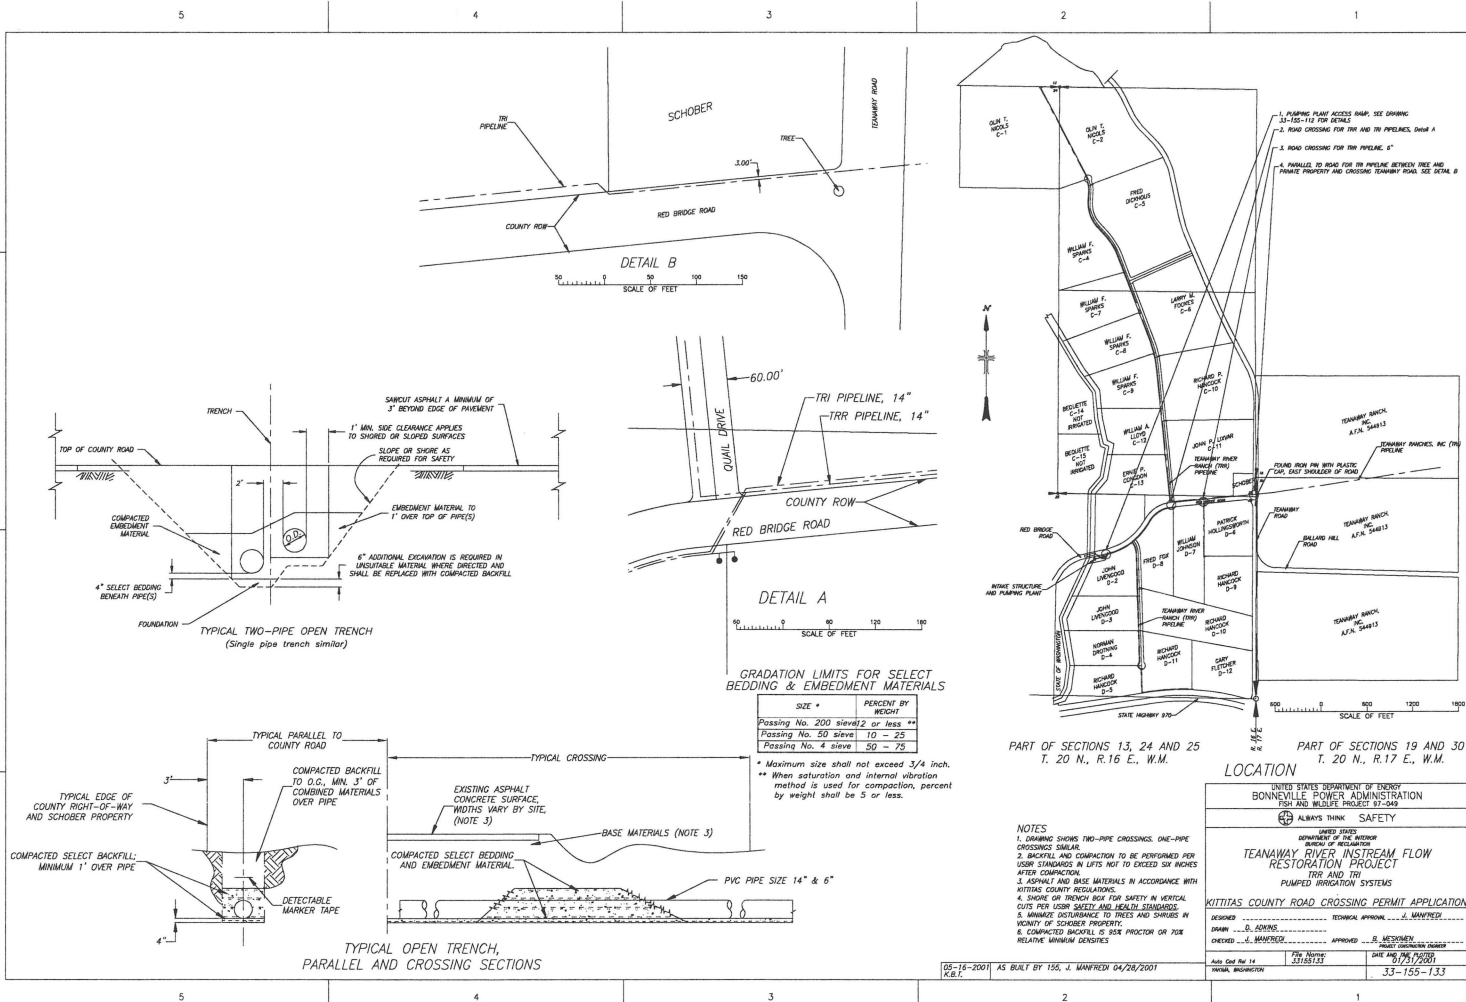 5
4
3
2
1
SCHOBER
TEANAWAY ROAD
TRI
PIPELINE
TREE
3.00'
RED BRIDGE ROAD
COUNTY ROW
DETAIL B
50 0 50 100 150
SCALE OF FEET
60.00'
TRI PIPELINE, 14"
TRR PIPELINE, 14"
QUAIL DRIVE
COUNTY ROW
RED BRIDGE ROAD
DETAIL A
60 0 60 120 180
SCALE OF FEET
TRENCH
SAWCUT ASPHALT A MINIMUM OF
3" BEYOND EDGE OF PAVEMENT
1' MIN. SIDE CLEARANCE APPLIES
TO SHORED OR SLOPED SURFACES
TOP OF COUNTY ROAD
SLOPE OR SHORE AS
REQUIRED FOR SAFETY
2'
O.D.
EMBEDMENT MATERIAL TO
1' OVER TOP OF PIPE(S)
COMPACTED
EMBEDMENT
MATERIAL
6" ADDITIONAL EXCAVATION IS REQUIRED IN
UNSUITABLE MATERIAL WHERE DIRECTED AND
SHALL BE REPLACED WITH COMPACTED BACKFILL
4" SELECT BEDDING
BENEATH PIPE(S)
FOUNDATION
TYPICAL TWO-PIPE OPEN TRENCH
(Single pipe trench similar)
GRADATION LIMITS FOR SELECT
BEDDING & EMBEDMENT MATERIALS
SIZE * PERCENT BY
WEIGHT
Passing No. 200 sieve 12 or less **
Passing No. 50 sieve 10 - 25
Passing No. 4 sieve 50 - 75
* Maximum size shall not exceed 3/4 inch.
** When saturation and internal vibration
method is used for compaction, percent
by weight shall be 5 or less.
TYPICAL PARALLEL TO
COUNTY ROAD
TYPICAL CROSSING
3'
COMPACTED BACKFILL
TO O.G., MIN. 3' OF
COMBINED MATERIALS
OVER PIPE
TYPICAL EDGE OF
COUNTY RIGHT-OF-WAY
AND SCHOBER PROPERTY
EXISTING ASPHALT
CONCRETE SURFACE,
WIDTHS VARY BY SITE,
(NOTE 3)
BASE MATERIALS (NOTE 3)
COMPACTED SELECT BACKFILL;
MINIMUM 1' OVER PIPE
COMPACTED SELECT BEDDING
AND EMBEDMENT MATERIAL.
PVC PIPE SIZE 14" & 6"
DETECTABLE
MARKER TAPE
4"
TYPICAL OPEN TRENCH,
PARALLEL AND CROSSING SECTIONS
1. PUMPING PLANT ACCESS RAMP, SEE DRAWING
33-155-112 FOR DETAILS
2. ROAD CROSSING FOR TRR AND TRI PIPELINES, Detail A
3. ROAD CROSSING FOR TRR PIPELINE, 6"
4. PARALLEL TO ROAD FOR TRI PIPELINE BETWEEN TREE AND
PRIVATE PROPERTY AND CROSSING TEANAWAY ROAD. SEE DETAIL B
OLIN T.
NICOLS
C-1
OLIN T.
NICOLS
C-2
FRED
DICKHOUS
C-5
WILLIAM F.
SPARKS
C-4
WILLIAM F.
SPARKS
C-7
LARRY M.
C-6
WILLIAM F.
SPARKS
C-8
WILLIAM F.
SPARKS
C-9
RICHARD P.
HANCOCK
C-10
BEQUETTE
C-14
NOT
IRRIGATED
WILLIAM A.
LLOYD
C-12
JOHN P.
C-11
BEQUETTE
C-15
NOT
IRRIGATED
ERNIE P.
CONGDON
C-13
TEANAWAY RIVER
RANCH (TRR)
PIPELINE
SCHOBER
N
TEANAWAY RANCH,
INC.
A.F.N. 544913
TEANAWAY RANCHES, INC (TRI)
PIPELINE
FOUND IRON PIN WITH PLASTIC
CAP, EAST SHOULDER OF ROAD
RED BRIDGE
ROAD
PATRICK
HOLLINGSWORTH
D-6
WILLIAM
JOHNSON
D-7
FRED FOX
D-8
TEANAWAY
ROAD
BALLARD HILL
ROAD
TEANAWAY RANCH,
INC.
A.F.N. 544913
INTAKE STRUCTURE
AND PUMPING PLANT
JOHN
LIVENGOOD
D-2
RICHARD
HANCOCK
D-9
JOHN
LIVENGOOD
D-3
TEANAWAY RIVER
RANCH (TRR)
PIPELINE
RICHARD
HANCOCK
D-10
TEANAWAY RANCH,
INC.
A.F.N. 544913
NORMAN
DROTNING
D-4
RICHARD
HANCOCK
D-11
GARY
FLETCHER
D-12
RICHARD
HANCOCK
D-5
STATE OF WASHINGTON
STATE HIGHWAY 970
R. 16 E.
R. 17 E.
600 0 600 1200 1800
SCALE OF FEET
PART OF SECTIONS 13, 24 AND 25
T. 20 N., R.16 E., W.M.
PART OF SECTIONS 19 AND 30
T. 20 N., R.17 E., W.M.
LOCATION
NOTES
1. DRAWING SHOWS TWO-PIPE CROSSINGS. ONE-PIPE
CROSSINGS SIMILAR.
2. BACKFILL AND COMPACTION TO BE PERFORMED PER
USBR STANDARDS IN LIFTS NOT TO EXCEED SIX INCHES
AFTER COMPACTION.
3. ASPHALT AND BASE MATERIALS IN ACCORDANCE WITH
KITTITAS COUNTY REGULATIONS.
4. SHORE OR TRENCH BOX FOR SAFETY IN VERTICAL
CUTS PER USBR SAFETY AND HEALTH STANDARDS.
5. MINIMIZE DISTURBANCE TO TREES AND SHRUBS IN
VICINITY OF SCHOBER PROPERTY.
6. COMPACTED BACKFILL IS 95% PROCTOR OR 70%
RELATIVE MINIMUM DENSITIES
UNITED STATES DEPARTMENT OF ENERGY
BONNEVILLE POWER ADMINISTRATION
FISH AND WILDLIFE PROJECT 97-049
ALWAYS THINK SAFETY
UNITED STATES
DEPARTMENT OF THE INTERIOR
BUREAU OF RECLAMATION
TEANAWAY RIVER INSTREAM FLOW
RESTORATION PROJECT
TRR AND TRI
PUMPED IRRIGATION SYSTEMS
KITTITAS COUNTY ROAD CROSSING PERMIT APPLICATION
DESIGNED TECHNICAL APPROVAL J. MANFREDI
DRAWN D. ADKINS
CHECKED J. MANFREDI APPROVED B. MESKIMEN
PROJECT CONSTRUCTION ENGINEER
Auto Cad Rel 14 File Name:
33155133 DATE AND TIME PLOTTED
01/31/2001
YAKIMA, WASHINGTON 33-155-133
05-16-2001 AS BUILT BY 155, J. MANFREDI 04/28/2001
K.B.T.
5
4
3
2
1